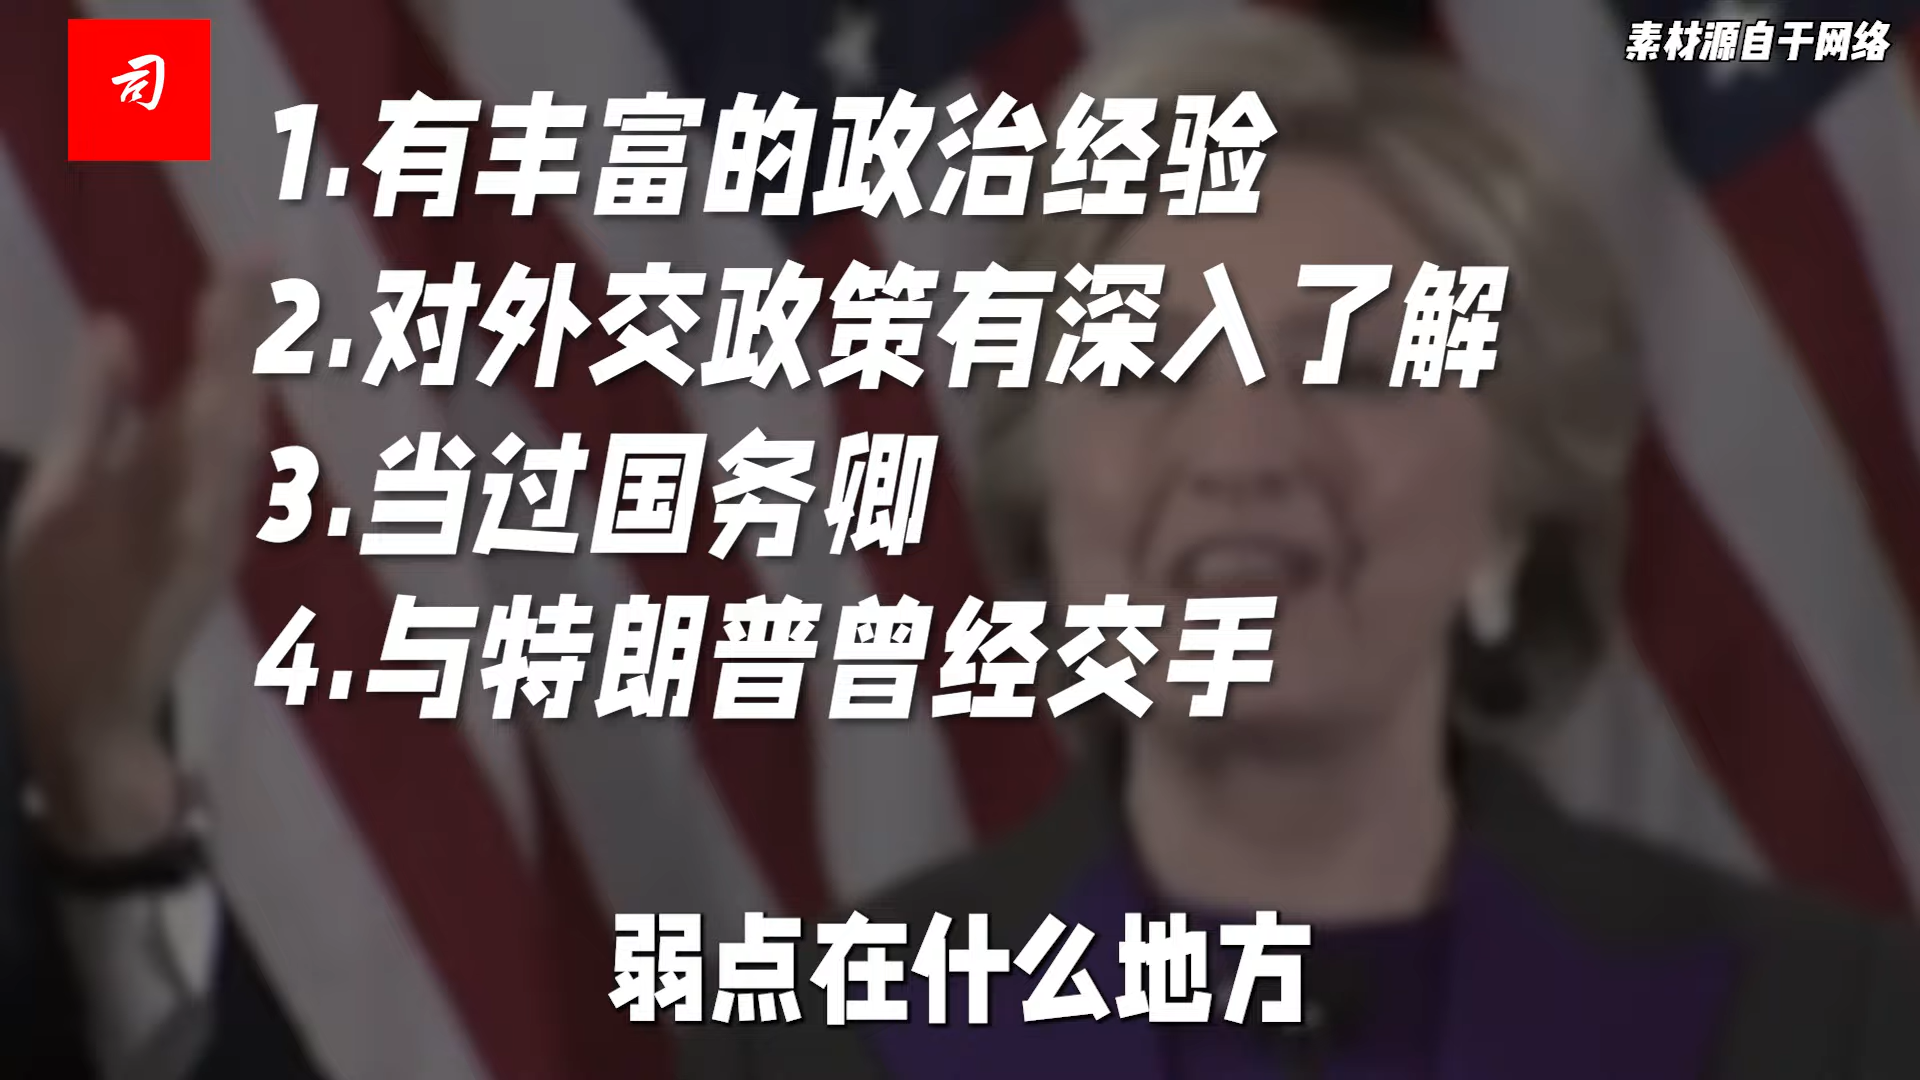 司
素材源自于网络
1.有丰富的政治经验
2.对外交政策有深入了解
3.当过国务卿
4.与特朗普曾经交手
弱点在什么地方